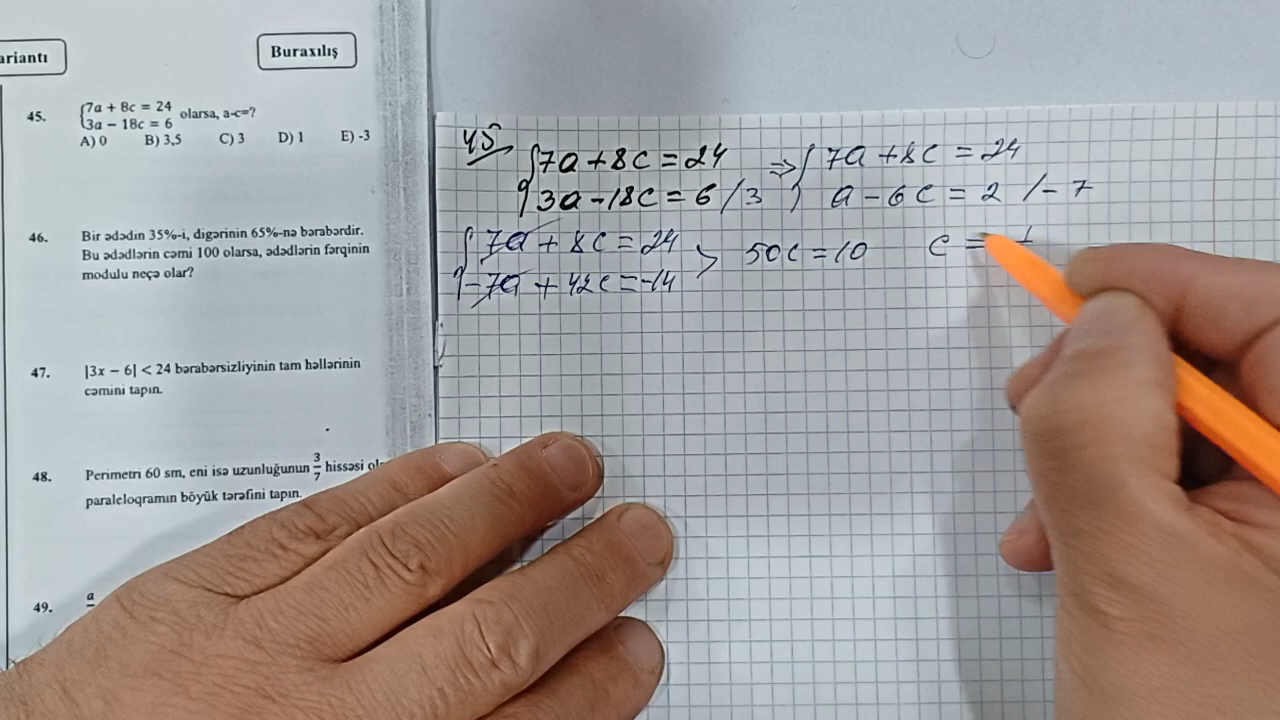 ariantı
Buraxılış
45. {7a + 8c = 24
3a − 18c = 6 olarsa, a-c=?
A) 0 B) 3,5 C) 3 D) 1 E) -3
46. Bir ədədin 35%-i, digərinin 65%-nə bərabərdir.
Bu ədədlərin cəmi 100 olarsa, ədədlərin fərqinin
modulu neçə olar?
47. |3x − 6| < 24 bərabərsizliyinin tam həllərinin
cəmini tapın.
48. Perimetri 60 sm, eni isə uzunluğunun 3/7 hissəsi
paraleloqramın böyük tərəfini tapın.
49. a
45
{7a + 8c = 24 ⇒ {7a + 8c = 24
3a − 18c = 6 /3 a − 6c = 2 /−7
{7a + 8c = 24
−7a + 42c = −14 > 50c = 10 c =